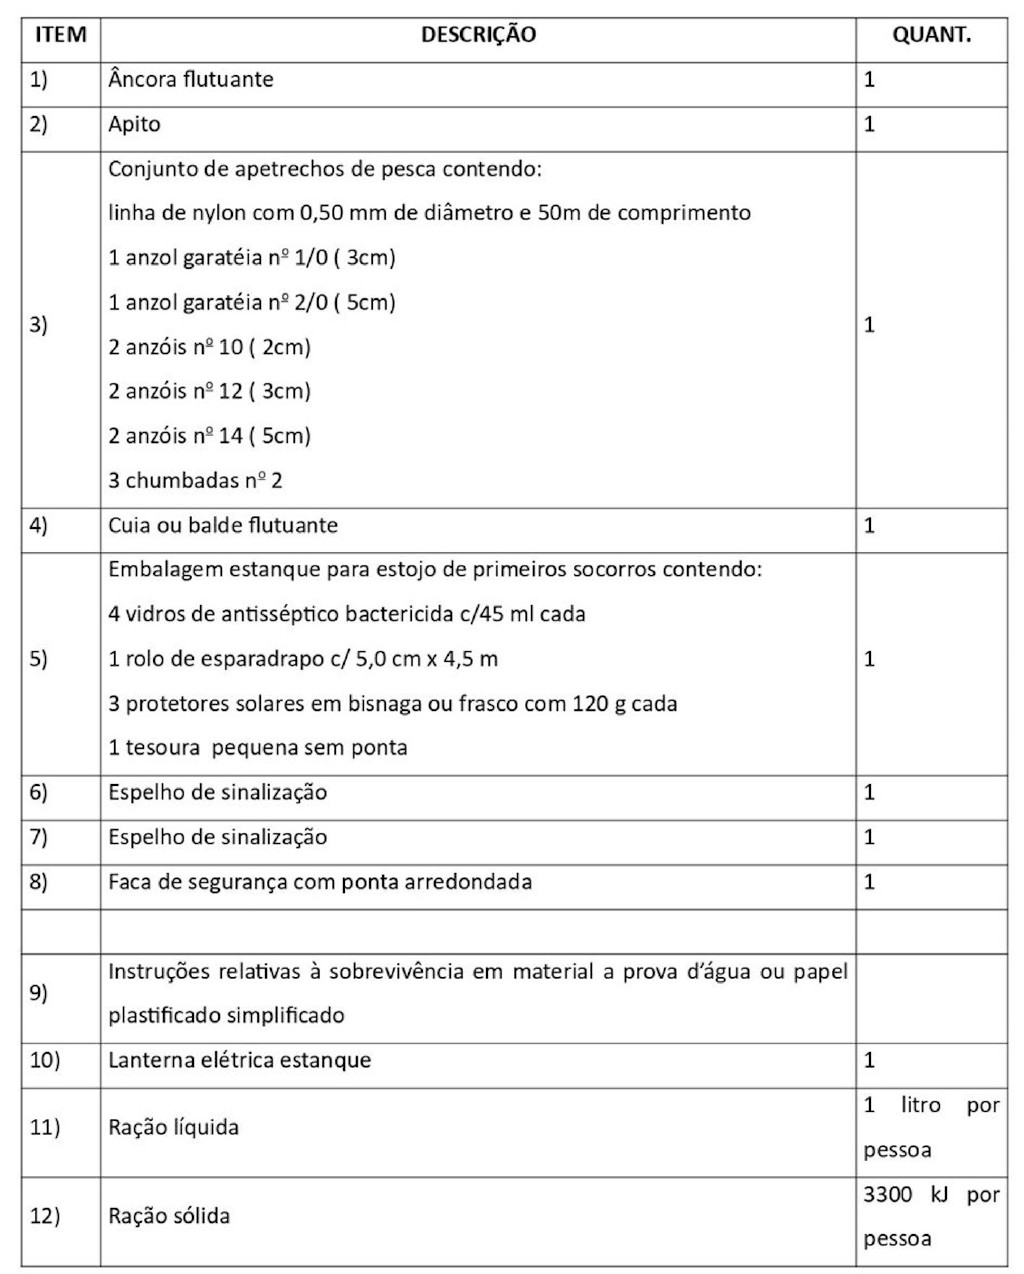 ITEM DESCRIÇÃO QUANT.
1) Âncora flutuante 1
2) Apito 1
Conjunto de apetrechos de pesca contendo:
linha de nylon com 0,50 mm de diâmetro e 50m de comprimento
1 anzol garatéia nº 1/0 ( 3cm)
1 anzol garatéia nº 2/0 ( 5cm)
3) 1
2 anzóis nº 10 ( 2cm)
2 anzóis nº 12 ( 3cm)
2 anzóis nº 14 ( 5cm)
3 chumbadas nº 2
4) Cuia ou balde flutuante 1
Embalagem estanque para estojo de primeiros socorros contendo:
4 vidros de antisséptico bactericida c/45 ml cada
5) 1 rolo de esparadrapo c/ 5,0 cm x 4,5 m 1
3 protetores solares em bisnaga ou frasco com 120 g cada
1 tesoura  pequena sem ponta
6) Espelho de sinalização 1
7) Espelho de sinalização 1
8) Faca de segurança com ponta arredondada 1
Instruções relativas à sobrevivência em material a prova d’água ou papel
9)
plastificado simplificado
10) Lanterna elétrica estanque 1
1 litro por
11) Ração líquida
pessoa
3300 kJ por
12) Ração sólida
pessoa